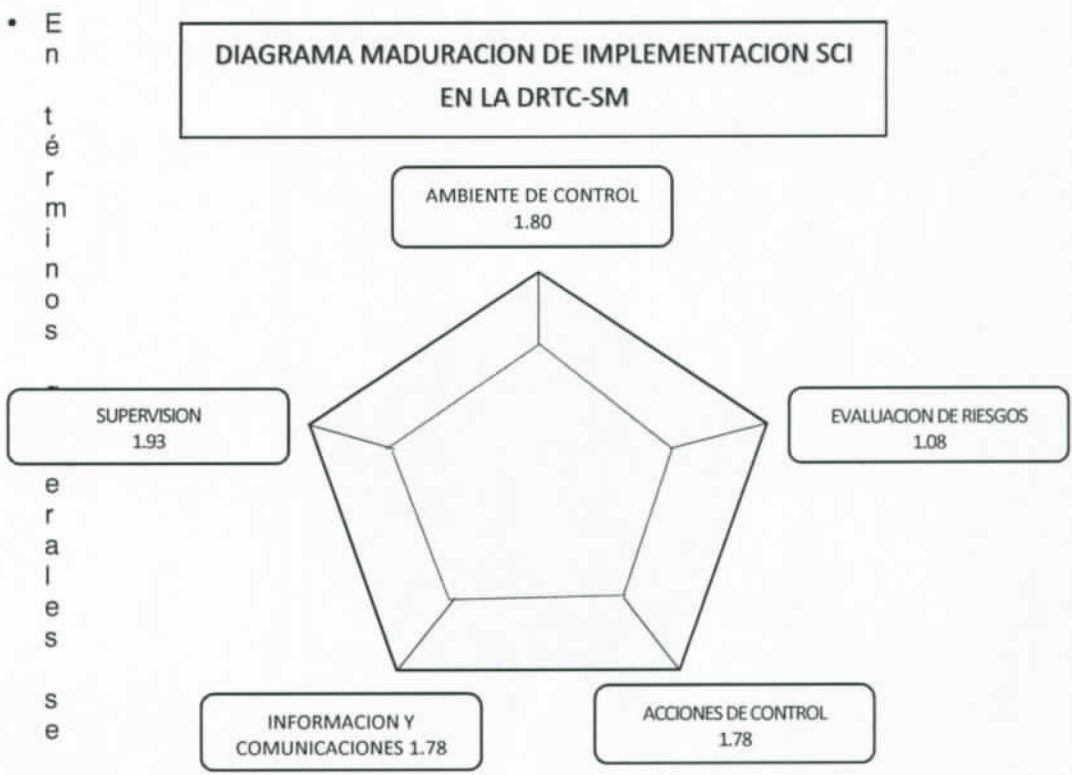 • En términos
erales se
DIAGRAMA MADURACION DE IMPLEMENTACION SCI
EN LA DRTC-SM
AMBIENTE DE CONTROL
1.80
SUPERVISION
1.93
EVALUACION DE RIESGOS
1.08
INFORMACION Y
COMUNICACIONES 1.78
ACCIONES DE CONTROL
1.78